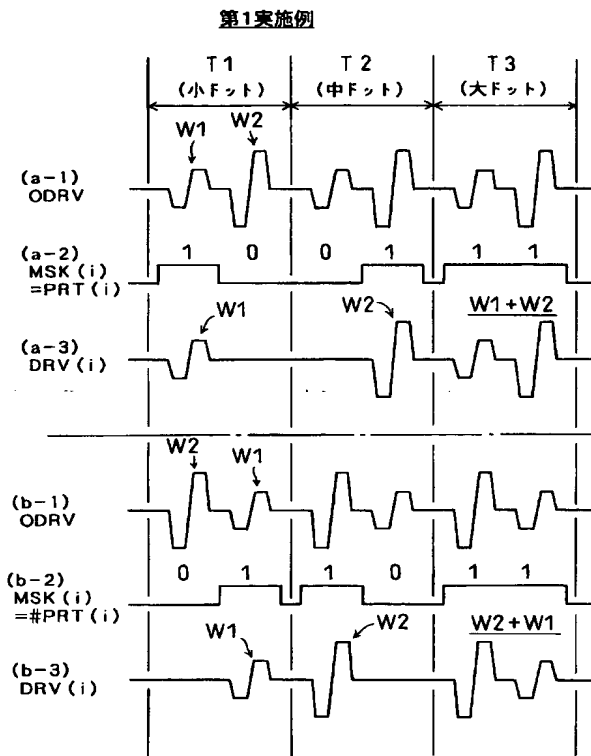 第1実施例
T1 T2 T3
(小ドット) (中ドット) (大ドット)
W1 W2
(a-1)
ODRV
(a-2) 1 0 0 1 1 1
MSK(i)
=PRT(i)
W1 W2 W1+W2
(a-3)
DRV(i)
W2 W1
(b-1)
ODRV
0 1 1 0 1 1
(b-2)
MSK(i)
=#PRT(i)
W1 W2 W2+W1
(b-3)
DRV(i)